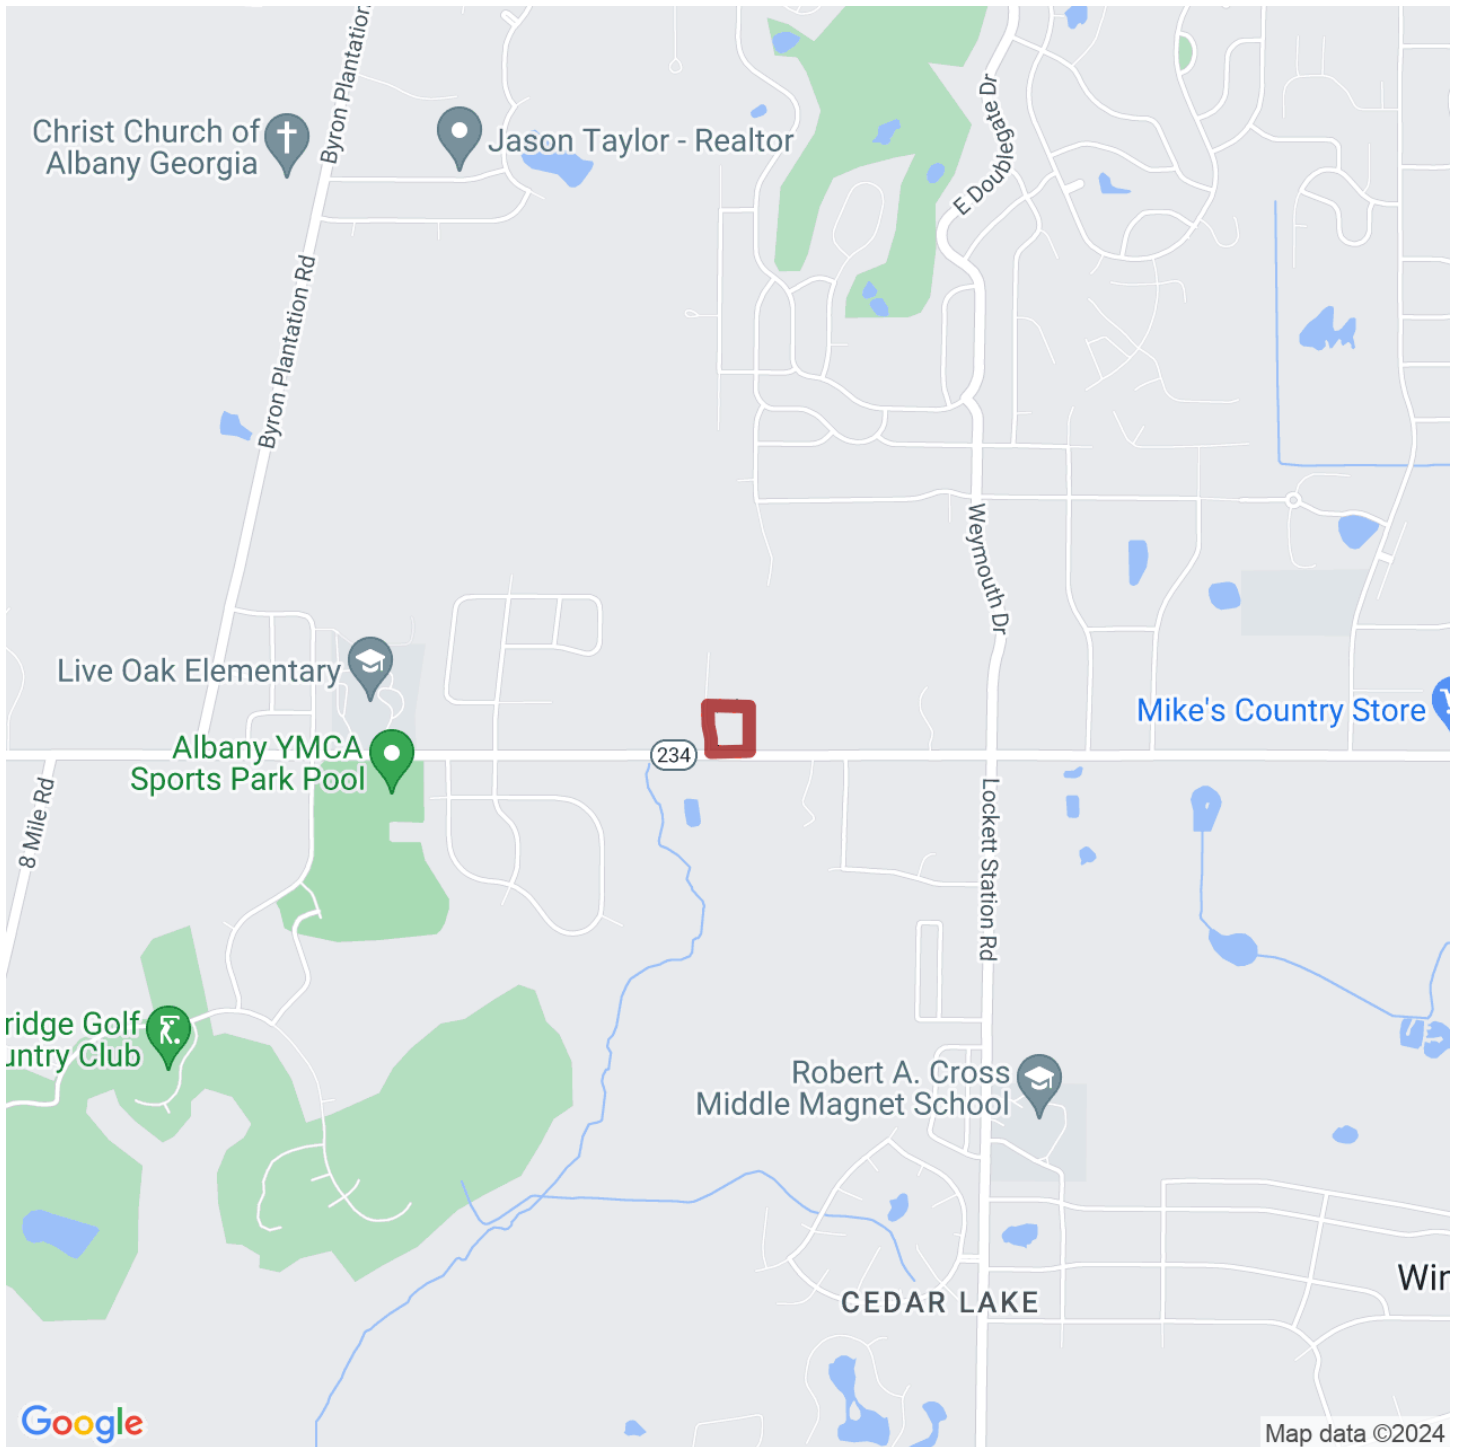 Byron Plantation
Christ Church of
Albany Georgia
Jason Taylor - Realtor
E Doublegate Dr
Byron Plantation Rd
Weymouth Dr
Live Oak Elementary
Mike's Country Store
Albany YMCA
Sports Park Pool
234
8 Mile Rd
Lockett Station Rd
ridge Golf
untry Club
Robert A. Cross
Middle Magnet School
Win
CEDAR LAKE
Google
Map data ©2024